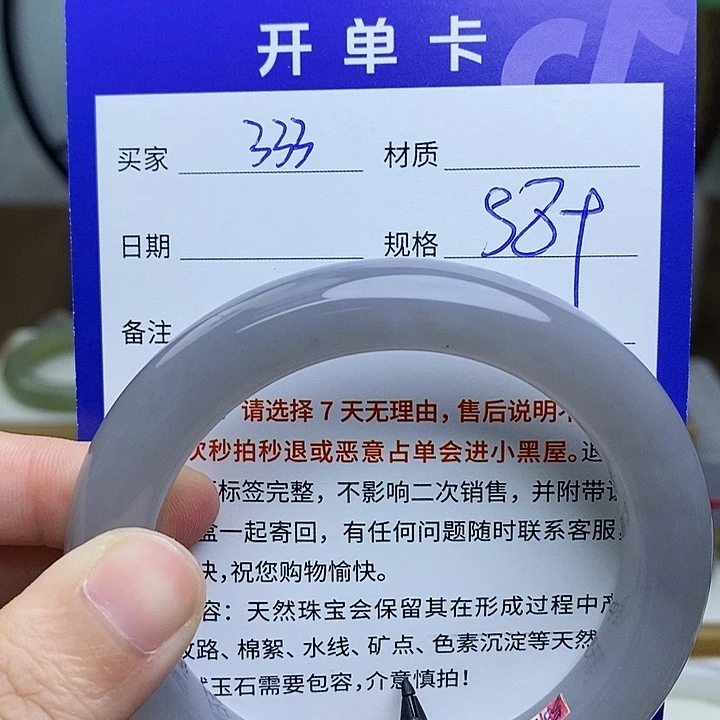 开单卡
买家 333 材质
日期 规格 58+
备注
请选择7天无理由，售后说明
秒拍秒退或恶意占单会进小黑屋。退
标签完整，不影响二次销售，并附带
盒一起寄回，有任何问题随时联系客服
快，祝您购物愉快。
容：天然珠宝会保留其在形成过程中产
纹路、棉絮、水线、矿点、色素沉淀等天然
玉石需要包容，介意慎拍！